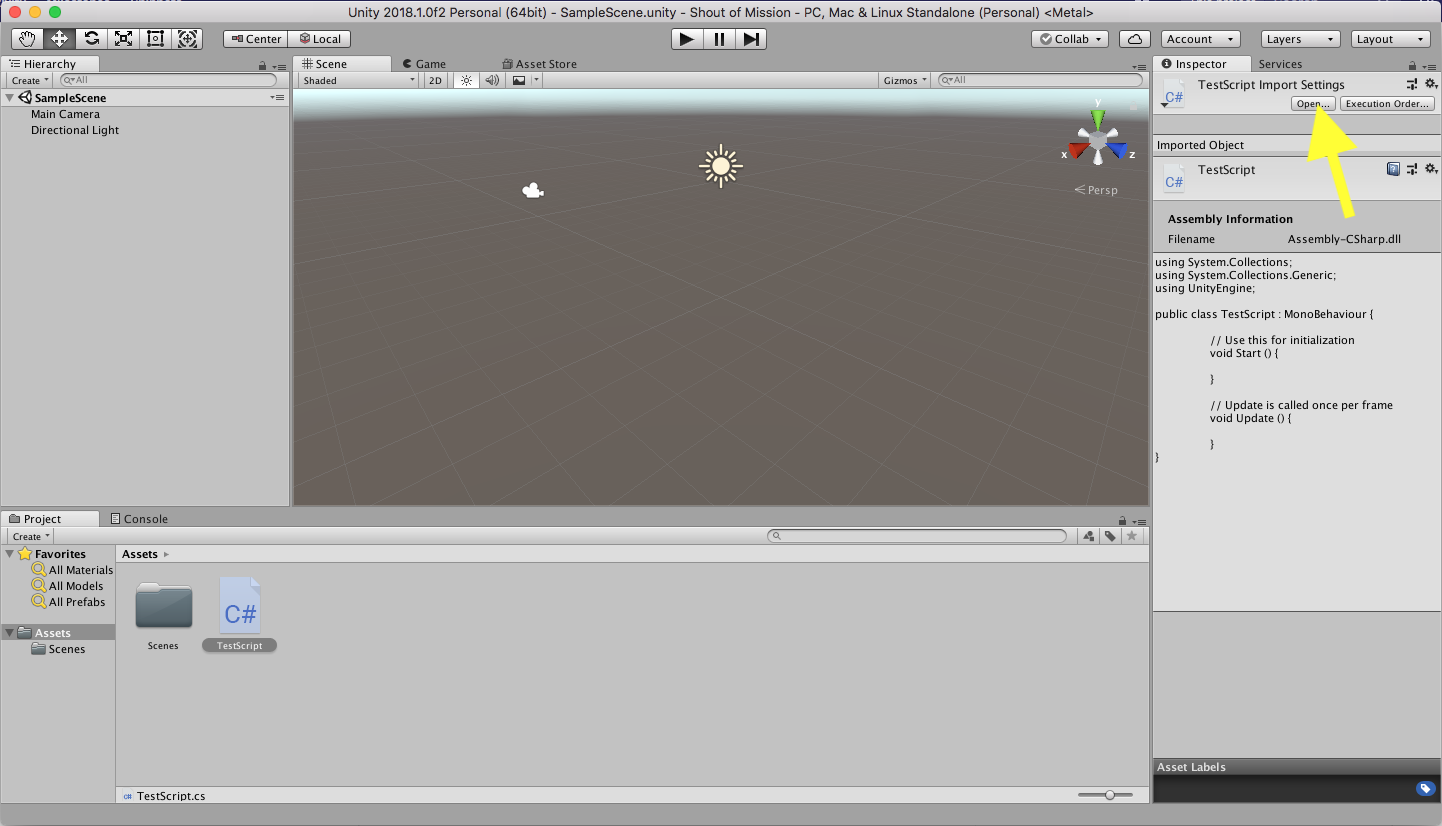 Unity 2018.1.0f2 Personal (64bit) - SampleScene.unity - Shout of Mission - PC, Mac & Linux Standalone (Personal) <Metal>
Center Local
Collab Account Layers Layout
Hierarchy
Create All
SampleScene
Main Camera
Directional Light
Scene Game Asset Store
Shaded 2D Gizmos All
y
x z
Persp
Inspector Services
TestScript Import Settings
C#
Open... Execution Order...
Imported Object
TestScript
C#
Assembly Information
Filename Assembly-CSharp.dll
using System.Collections;
using System.Collections.Generic;
using UnityEngine;
public class TestScript : MonoBehaviour {
// Use this for initialization
void Start () {
}
// Update is called once per frame
void Update () {
}
}
Project Console
Create
Favorites
All Materials
All Models
All Prefabs
Assets
Scenes
Assets
C#
Scenes TestScript
C# TestScript.cs
Asset Labels